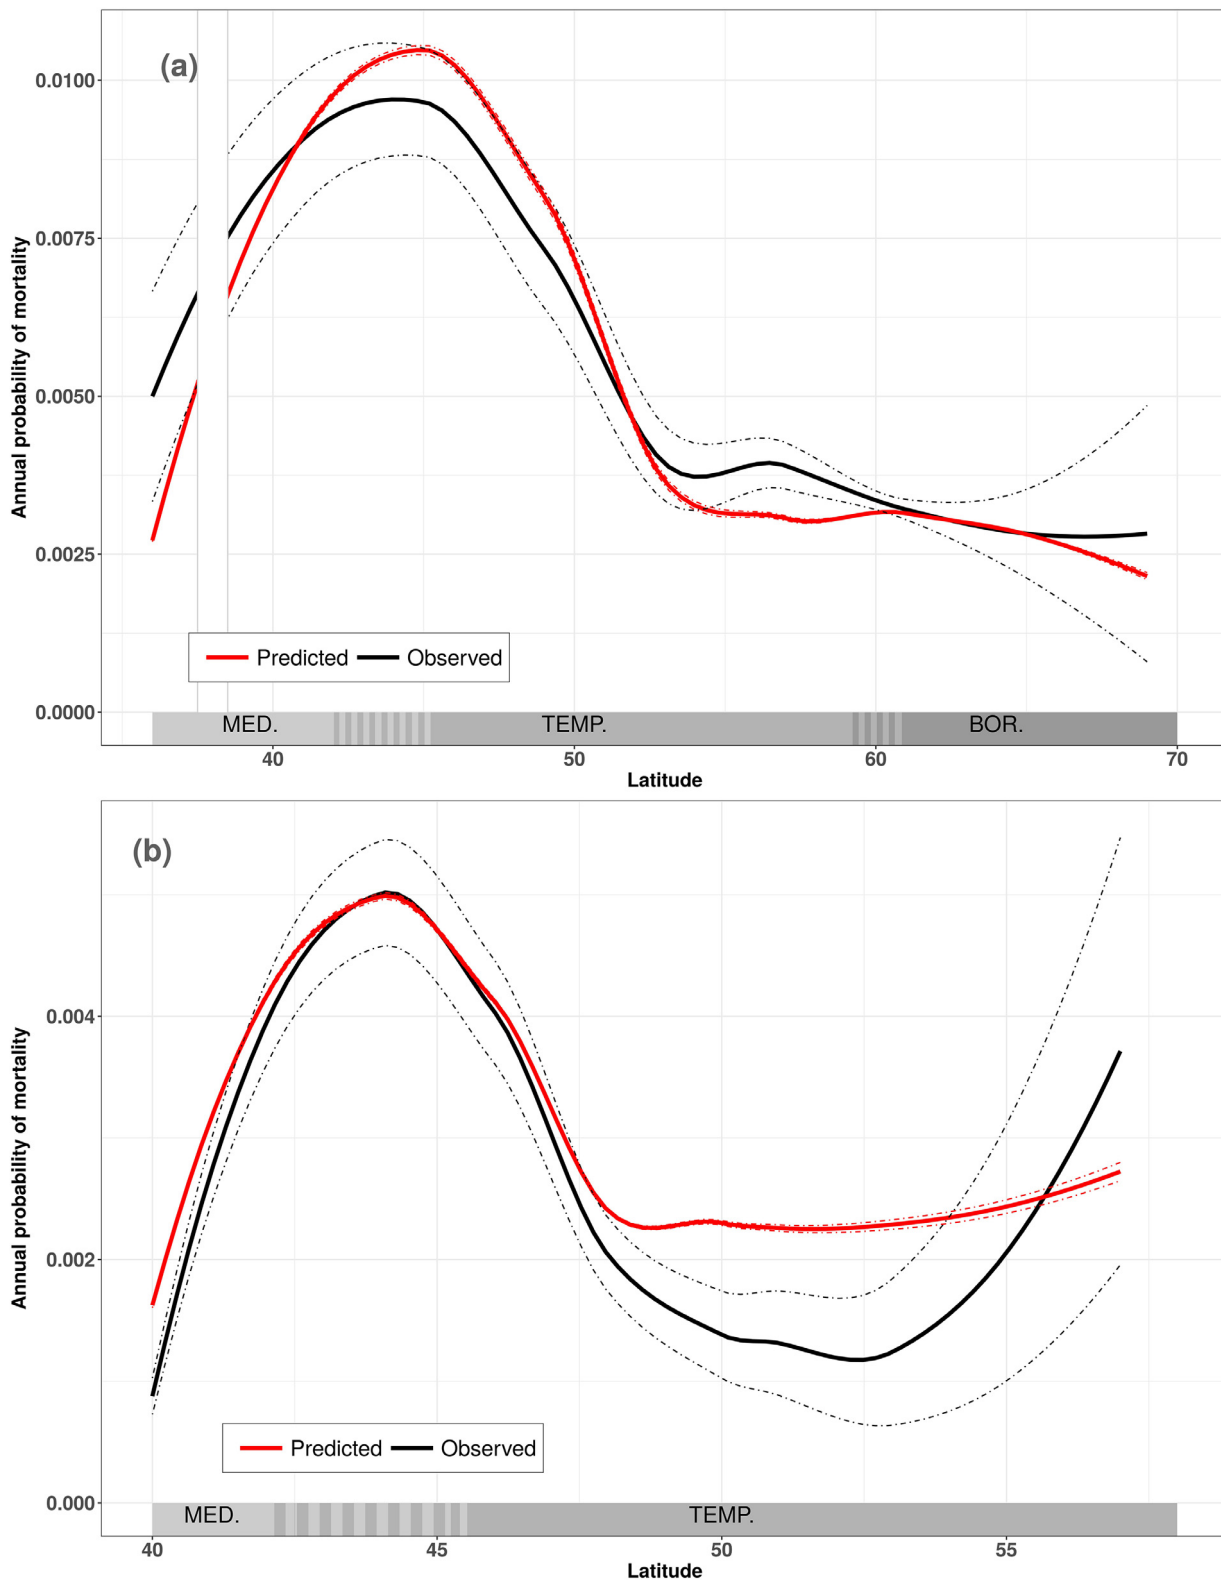 (a)
0.0100
0.0075
0.0050
0.0025
0.0000
Annual probability of mortality
Predicted Observed
MED. TEMP. BOR.
40 50 60 70
Latitude
(b)
0.004
0.002
0.000
Annual probability of mortality
Predicted Observed
MED. TEMP.
40 45 50 55
Latitude